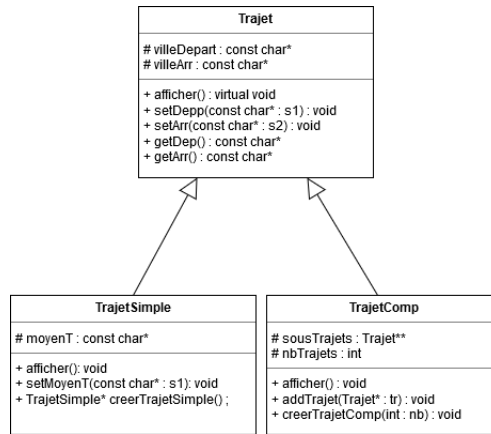 Trajet
# villeDepart : const char*
# villeArr : const char*
+ afficher() : virtual void
+ setDepp(const char* : s1) : void
+ setArr(const char* : s2) : void
+ getDep() : const char*
+ getArr() : const char*
TrajetSimple
# moyenT : const char*
+ afficher(): void
+ setMoyenT(const char* : s1): void
+ TrajetSimple* creerTrajetSimple() ;
TrajetComp
# sousTrajets : Trajet**
# nbTrajets : int
+ afficher() : void
+ addTrajet(Trajet* : tr) : void
+ creerTrajetComp(int : nb) : void